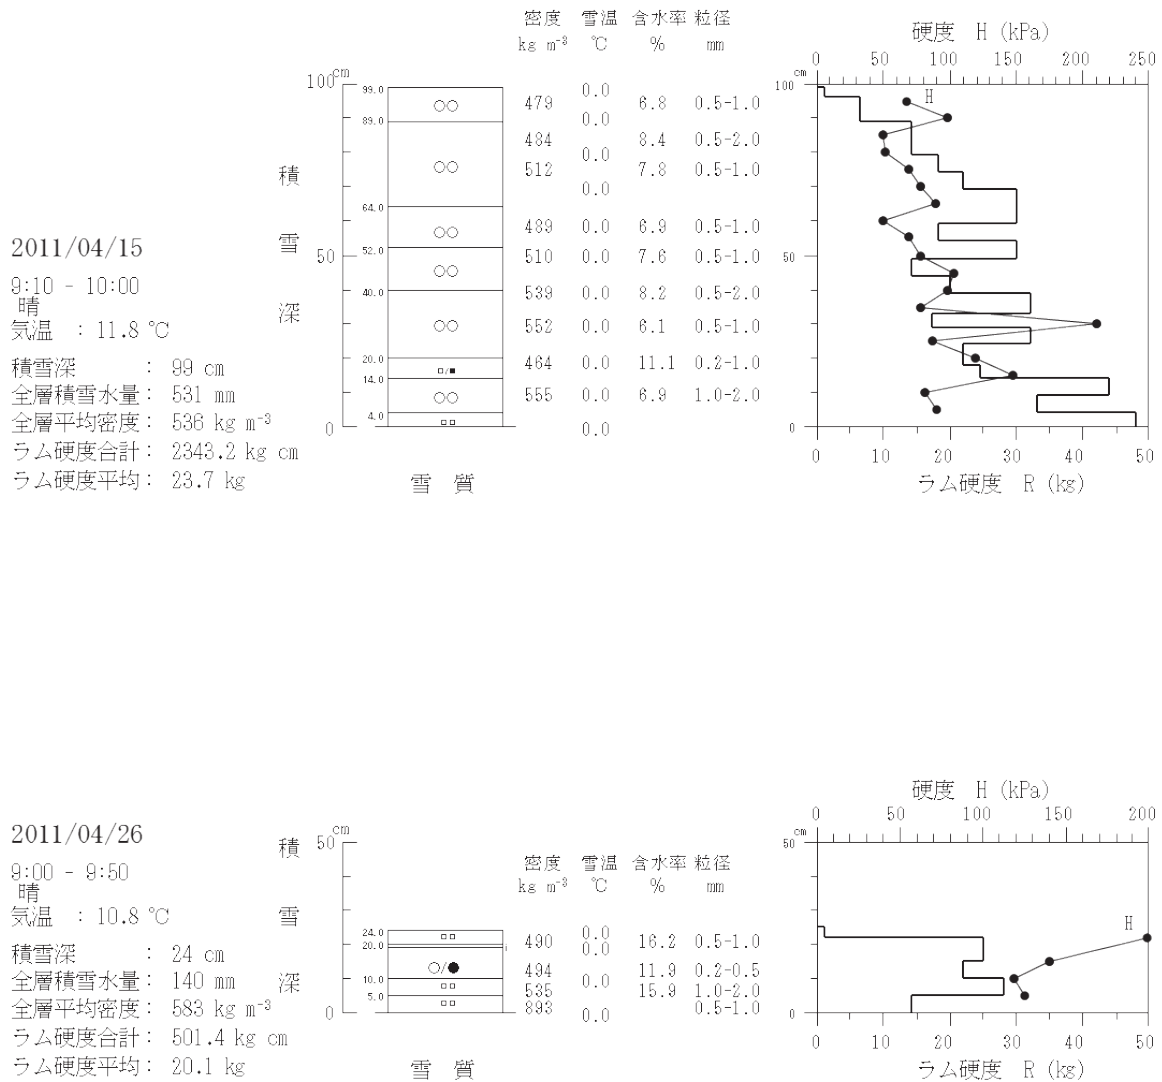 密度 雪温 含水率 粒径
kg m⁻³ ℃ % mm
硬度 H (kPa)
0 50 100 150 200 250
100 cm
cm 100
99.0
89.0
64.0
52.0
40.0
20.0
14.0
4.0
0.0
479 6.8 0.5-1.0
0.0
484 8.4 0.5-2.0
0.0
512 7.8 0.5-1.0
0.0
489 0.0 6.9 0.5-1.0
510 0.0 7.6 0.5-1.0
539 0.0 8.2 0.5-2.0
552 0.0 6.1 0.5-1.0
464 0.0 11.1 0.2-1.0
555 0.0 6.9 1.0-2.0
0.0
H
積
雪
深
50
0
50
0
2011/04/15
9:10 - 10:00
晴
気温 : 11.8 ℃
積雪深 : 99 cm
全層積雪水量 : 531 mm
全層平均密度 : 536 kg m⁻³
ラム硬度合計 : 2343.2 kg cm
ラム硬度平均 : 23.7 kg
雪 質
0 10 20 30 40 50
ラム硬度 R (kg)
硬度 H (kPa)
0 50 100 150 200
2011/04/26
9:00 - 9:50
晴
気温 : 10.8 ℃
積雪深 : 24 cm
全層積雪水量 : 140 mm
全層平均密度 : 583 kg m⁻³
ラム硬度合計 : 501.4 kg cm
ラム硬度平均 : 20.1 kg
積
雪
深
50 cm
0
24.0
20.0
10.0
5.0
雪 質
密度 雪温 含水率 粒径
kg m⁻³ ℃ % mm
0.0
490 16.2 0.5-1.0
0.0
494 11.9 0.2-0.5
0.0
535 15.9 1.0-2.0
893 0.5-1.0
0.0
cm 50
0
H
0 10 20 30 40 50
ラム硬度 R (kg)